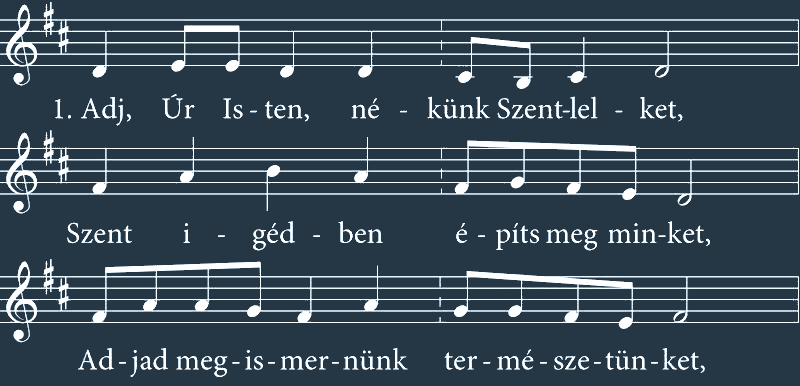 1. Adj, Úr Is - ten, né - künk Szent-lel - ket,
Szent i - géd - ben é - píts meg min-ket,
Ad-jad meg-is-mer-nünk ter-mé-sze-tün-ket,